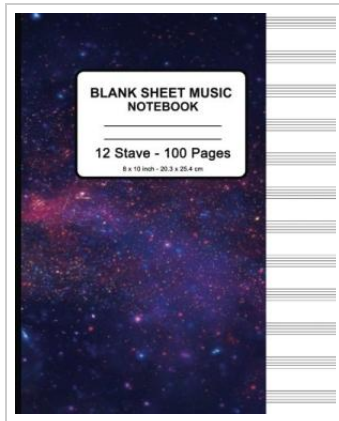 BLANK SHEET MUSIC
NOTEBOOK
12 Stave - 100 Pages
8 x 10 inch - 20.3 x 25.4 cm